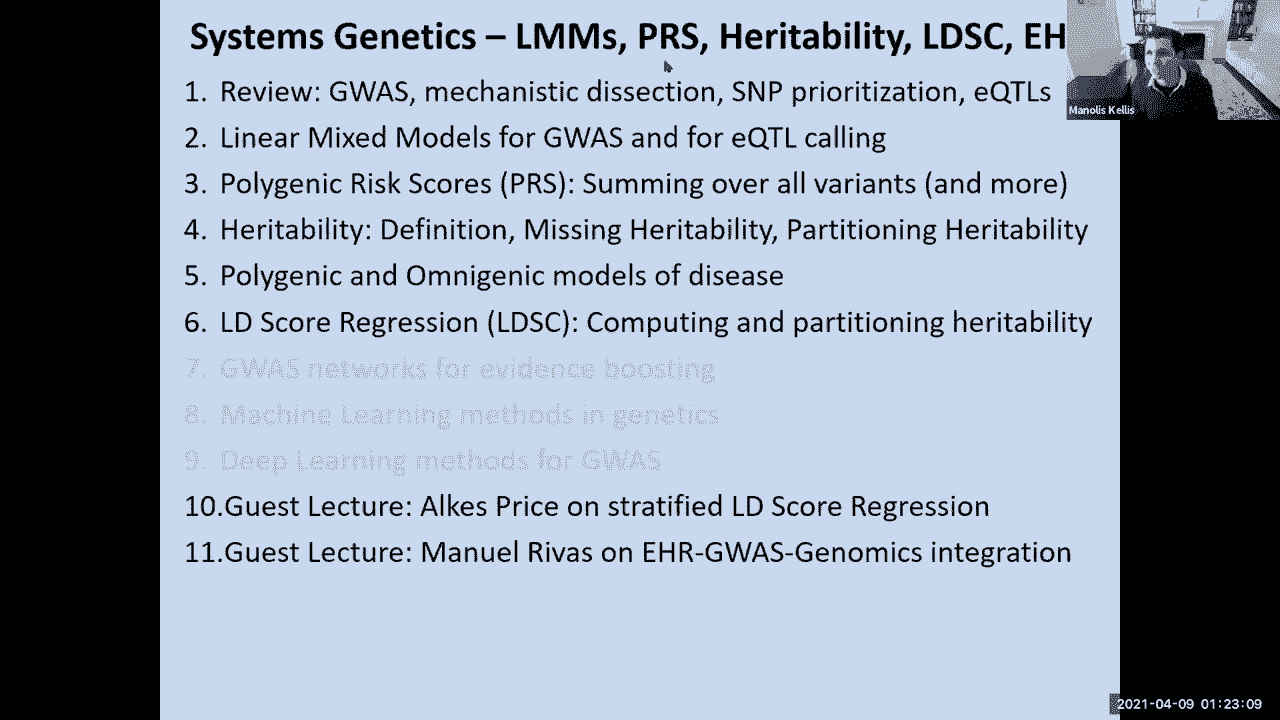 Systems Genetics – LMMs, PRS, Heritability, LDSC, EH
Manolis Kellis
1. Review: GWAS, mechanistic dissection, SNP prioritization, eQTLs
2. Linear Mixed Models for GWAS and for eQTL calling
3. Polygenic Risk Scores (PRS): Summing over all variants (and more)
4. Heritability: Definition, Missing Heritability, Partitioning Heritability
5. Polygenic and Omnigenic models of disease
6. LD Score Regression (LDSC): Computing and partitioning heritability
7. GWAS networks for evidence boosting
8. Machine Learning methods in genetics
9. Deep Learning methods for GWAS
10.Guest Lecture: Alkes Price on stratified LD Score Regression
11.Guest Lecture: Manuel Rivas on EHR-GWAS-Genomics integration
2021-04-09 01:23:09